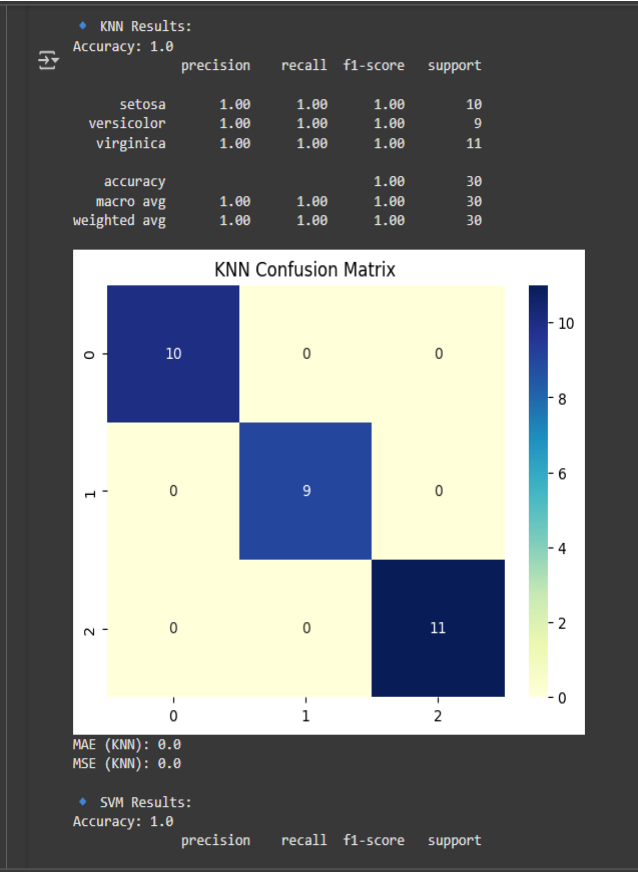 🔹 KNN Results:
Accuracy: 1.0
precision recall f1-score support
setosa 1.00 1.00 1.00 10
versicolor 1.00 1.00 1.00 9
virginica 1.00 1.00 1.00 11
accuracy 1.00 30
macro avg 1.00 1.00 1.00 30
weighted avg 1.00 1.00 1.00 30
KNN Confusion Matrix
10
0 10 0 0
8
6
1 0 9 0
4
2
2 0 0 11
0
0 1 2
MAE (KNN): 0.0
MSE (KNN): 0.0
🔹 SVM Results:
Accuracy: 1.0
precision recall f1-score support